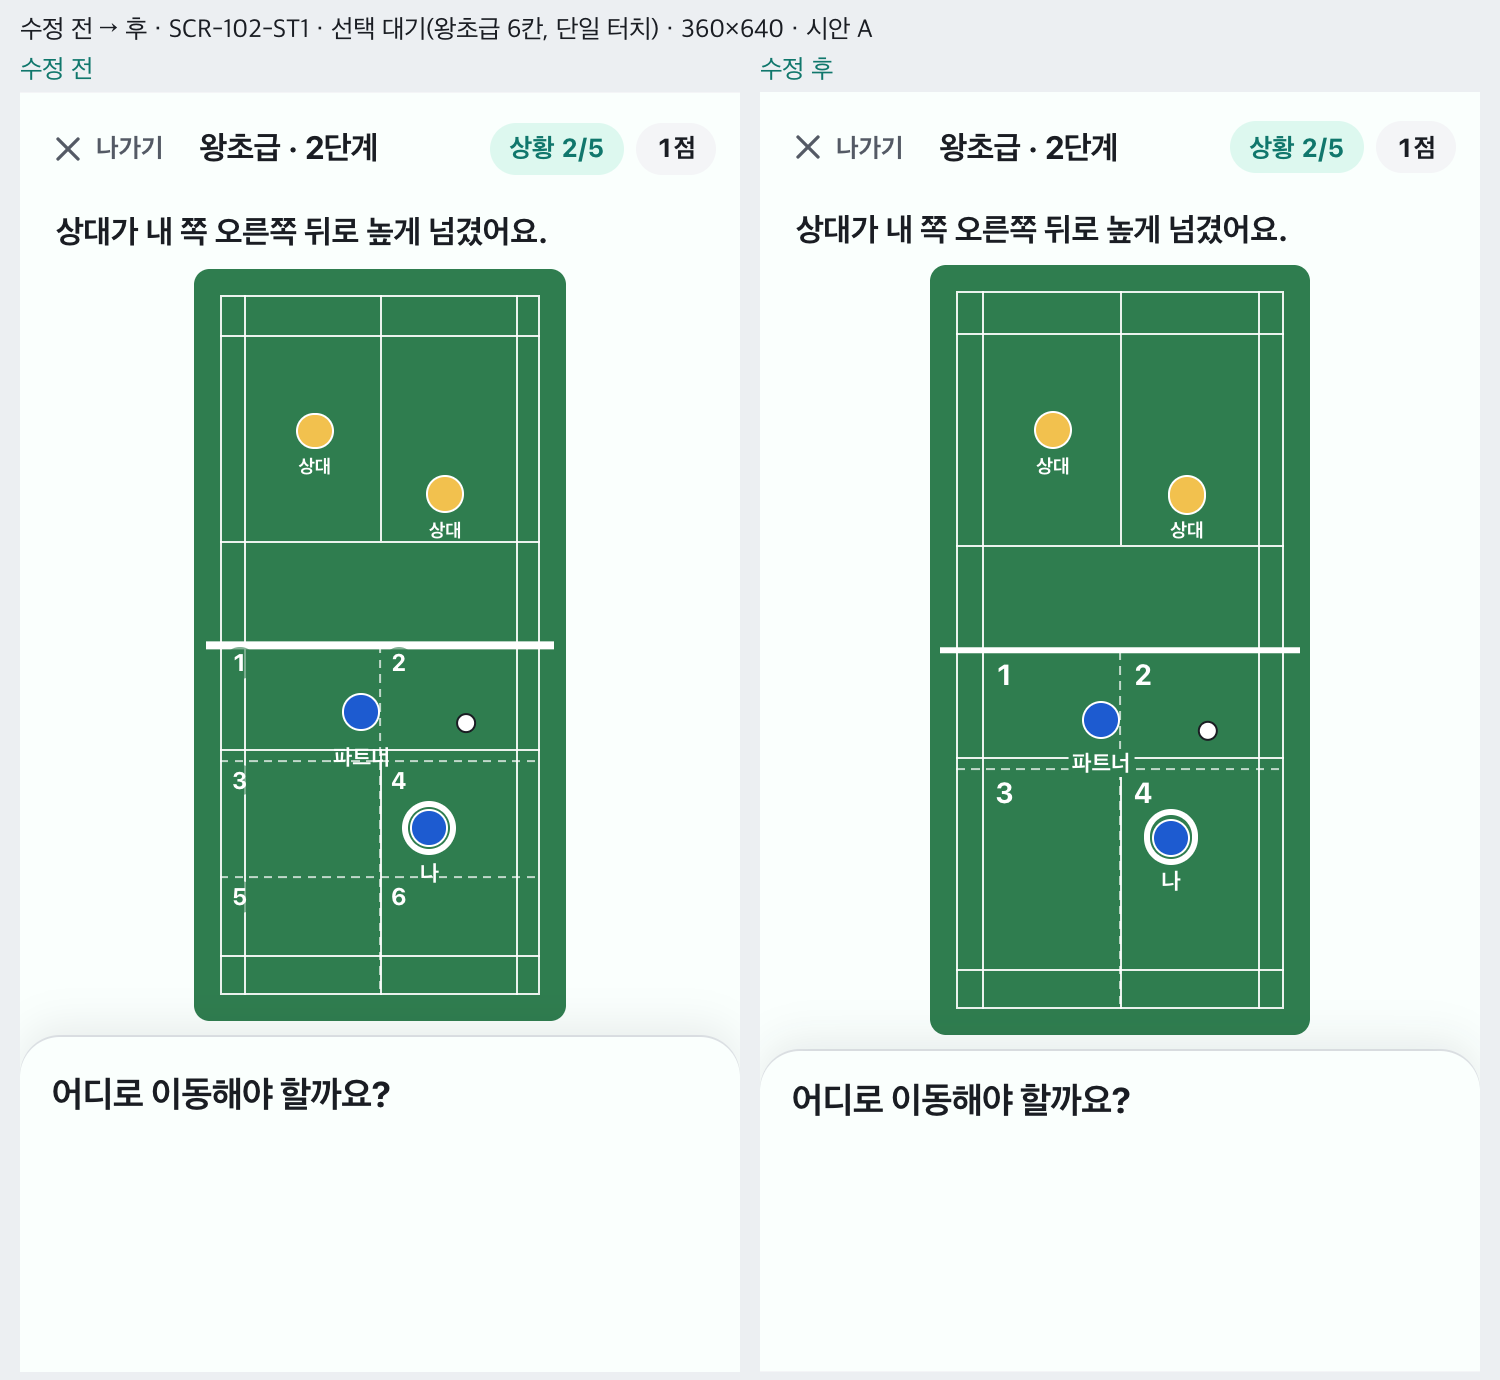 수정 전 → 후 · SCR-102-ST1 · 선택 대기(왕초급 6칸, 단일 터치) · 360×640 · 시안 A
수정 전
나가기 왕초급 · 2단계 상황 2/5 1점
상대가 내 쪽 오른쪽 뒤로 높게 넘겼어요.
상대
상대
1 2
파트너
3 4
나
5 6
어디로 이동해야 할까요?
수정 후
나가기 왕초급 · 2단계 상황 2/5 1점
상대가 내 쪽 오른쪽 뒤로 높게 넘겼어요.
상대
상대
1 2
파트너
3 4
나
어디로 이동해야 할까요?